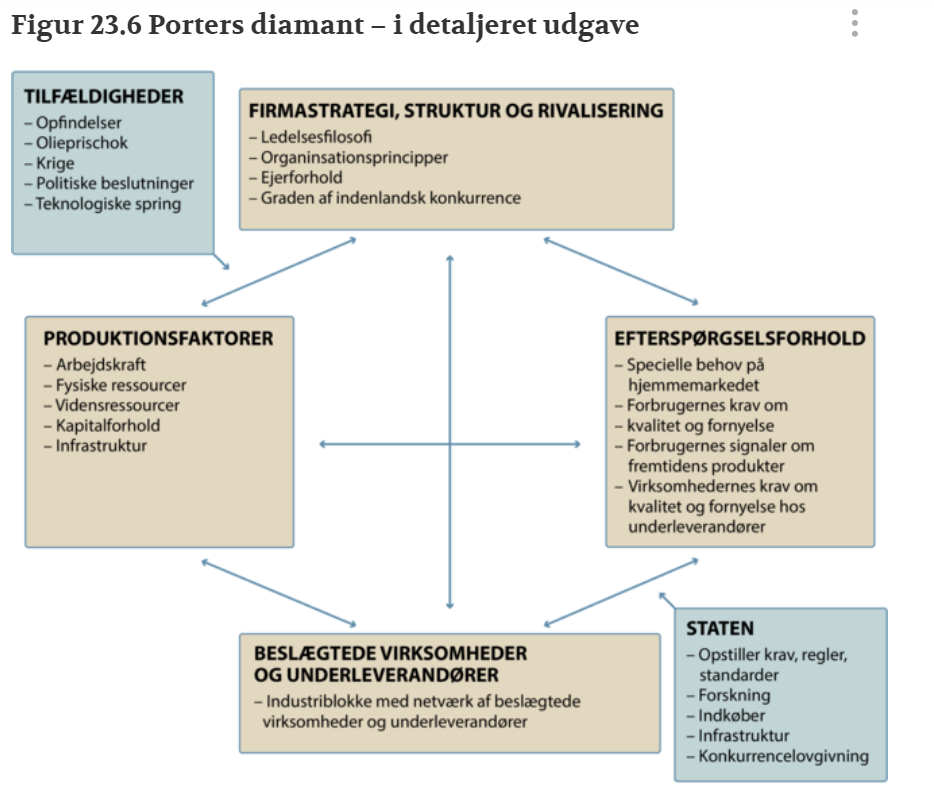 Figur 23.6 Porters diamant – i detaljeret udgave
TILFÆLDIGHEDER
– Opfindelser
– Olieprischok
– Krige
– Politiske beslutninger
– Teknologiske spring
FIRMASTRATEGI, STRUKTUR OG RIVALISERING
– Ledelsesfilosofi
– Organinsationsprincipper
– Ejerforhold
– Graden af indenlandsk konkurrence
PRODUKTIONSFAKTORER
– Arbejdskraft
– Fysiske ressourcer
– Vidensressourcer
– Kapitalforhold
– Infrastruktur
EFTERSPØRGSELSFORHOLD
– Specielle behov på
hjemmemarkedet
– Forbrugernes krav om
– kvalitet og fornyelse
– Forbrugernes signaler om
fremtidens produkter
– Virksomhedernes krav om
kvalitet og fornyelse hos
underleverandører
BESLÆGTEDE VIRKSOMHEDER
OG UNDERLEVERANDØRER
– Industriblokke med netværk af beslægtede
virksomheder og underleverandører
STATEN
– Opstiller krav, regler,
standarder
– Forskning
– Indkøber
– Infrastruktur
– Konkurrencelovgivning